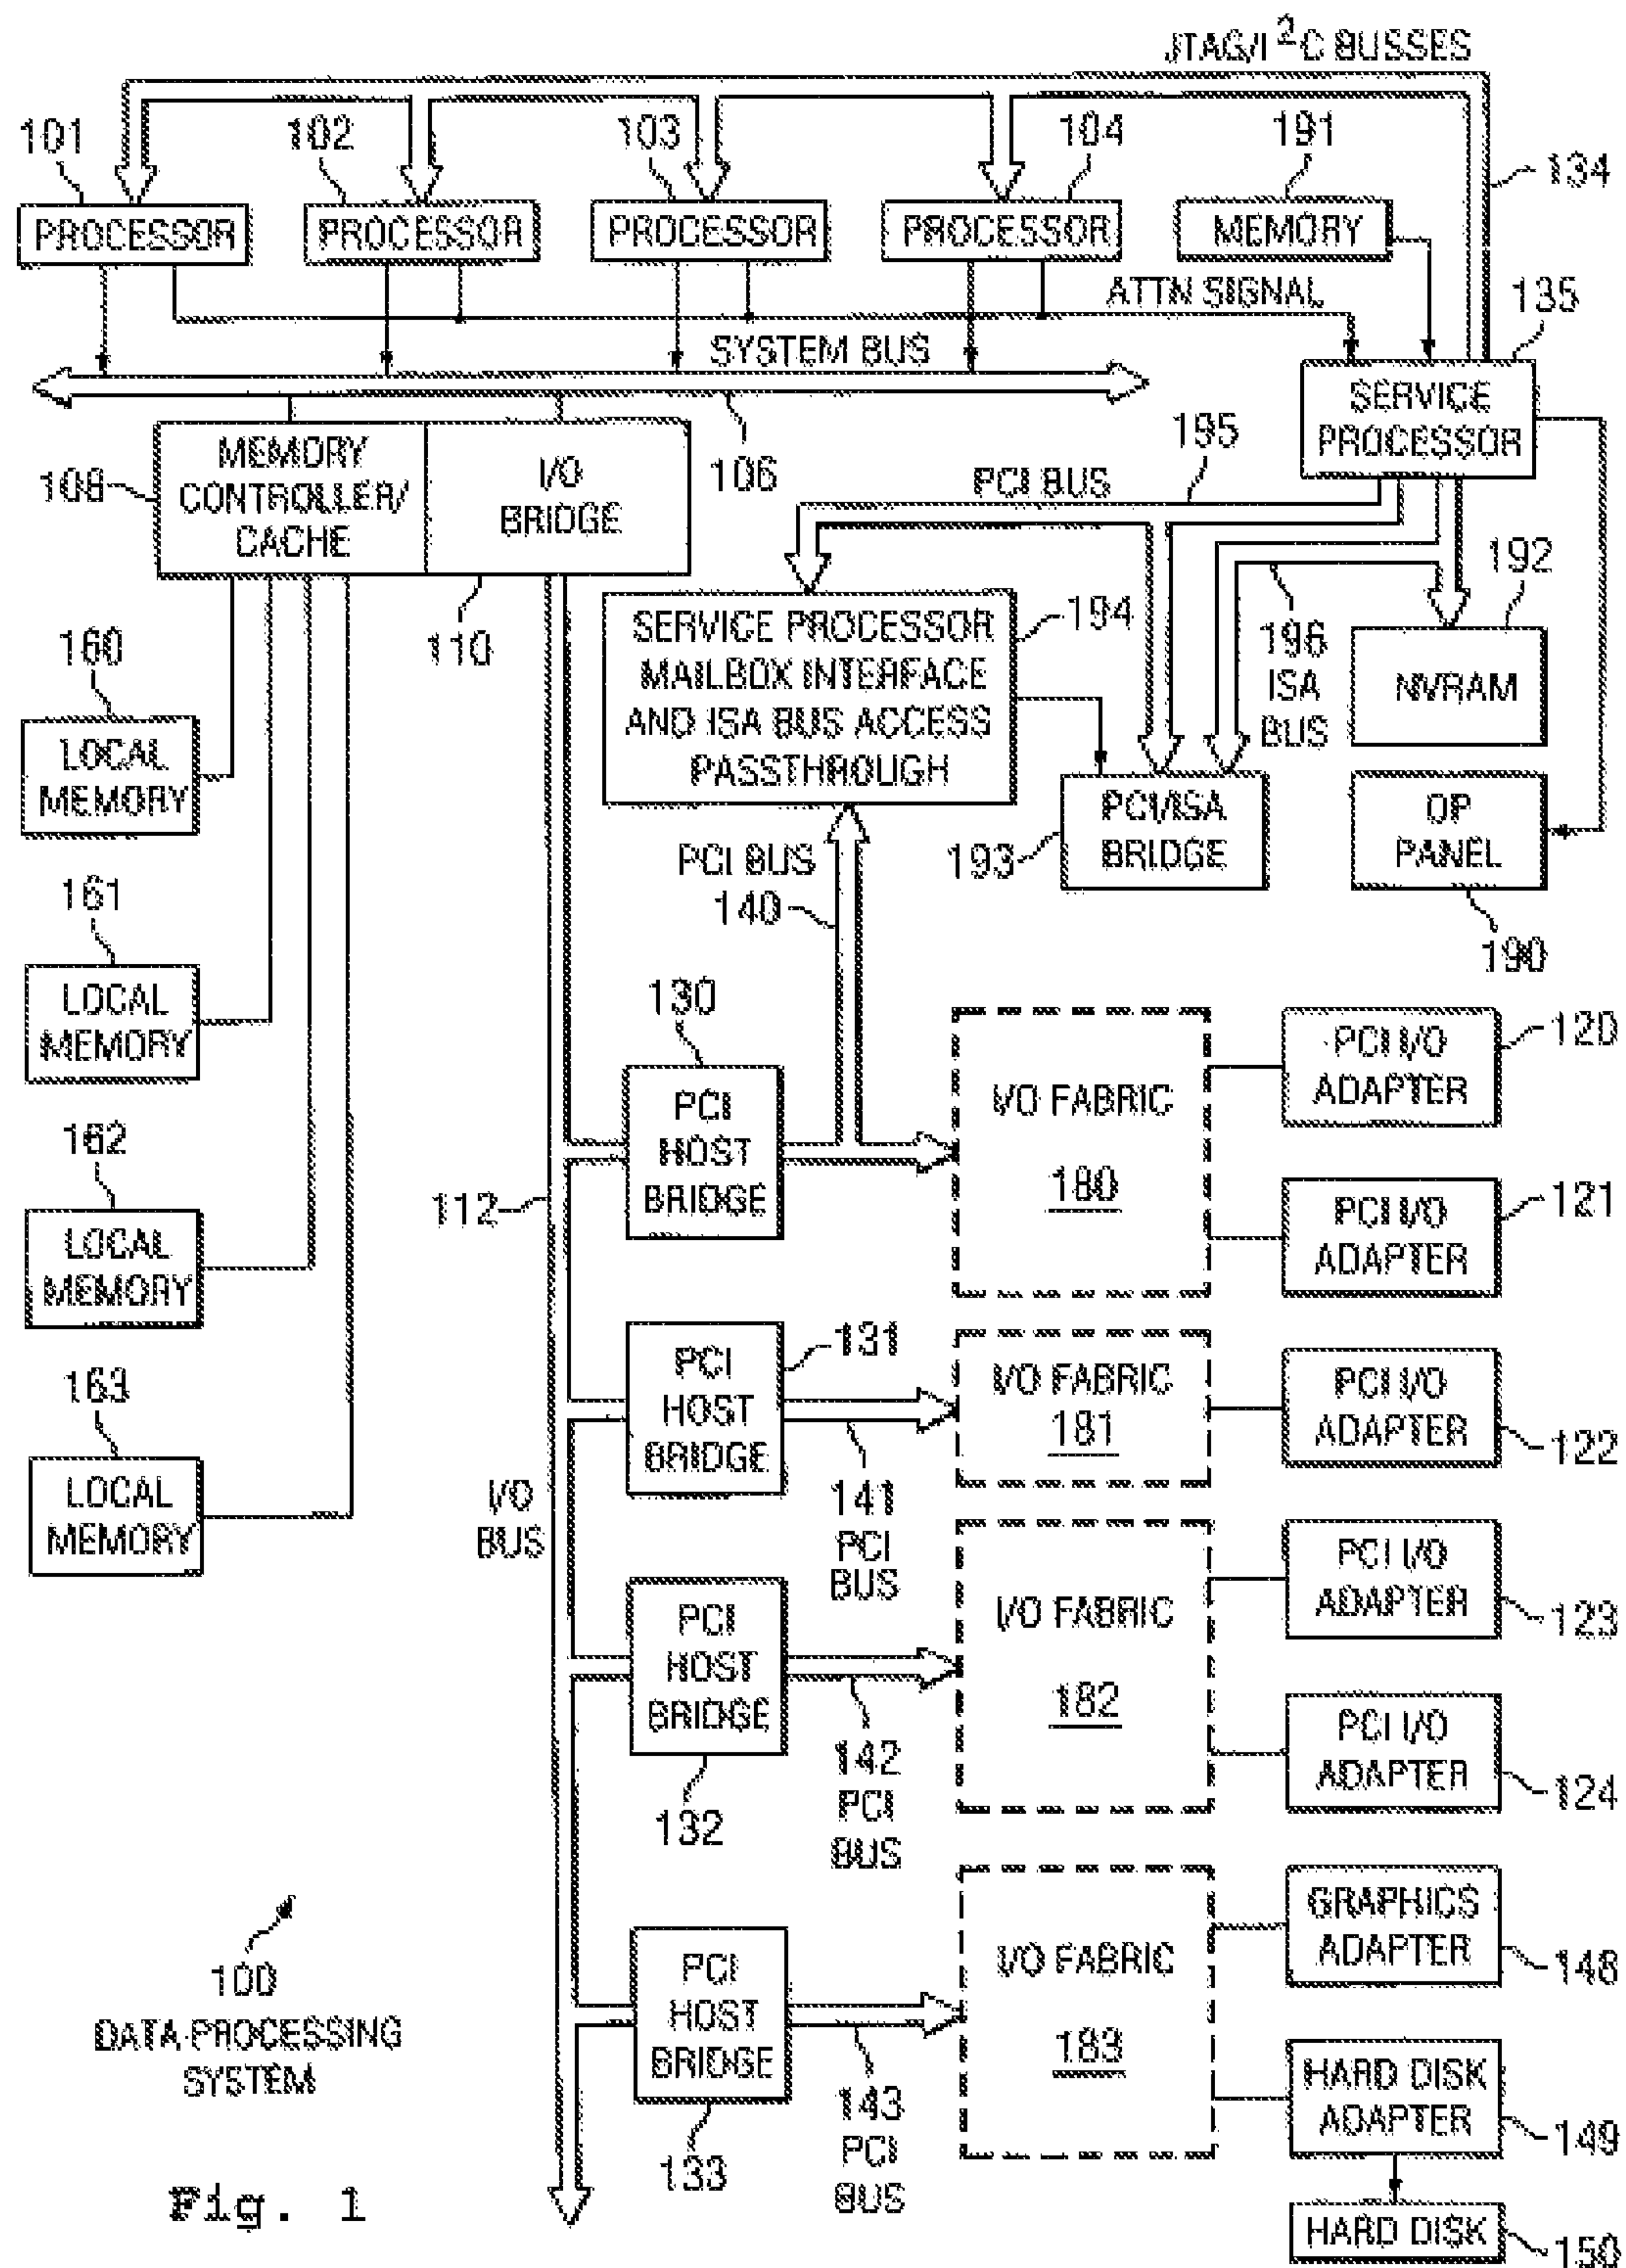 JTAG/I²C BUSSES
101
102
103
104
191
134
PROCESSOR
PROCESSOR
PROCESSOR
PROCESSOR
MEMORY
ATTN SIGNAL
135
SYSTEM BUS
SERVICE
PROCESSOR
195
108
MEMORY
CONTROLLER/
CACHE
I/O
BRIDGE
106
PCI BUS
110
192
194
SERVICE PROCESSOR
MAILBOX INTERFACE
AND ISA BUS ACCESS
PASSTHROUGH
196
ISA
BUS
NVRAM
160
LOCAL
MEMORY
PCI/ISA
BRIDGE
193
OP
PANEL
190
PCI BUS
140
161
LOCAL
MEMORY
130
PCI
HOST
BRIDGE
I/O FABRIC
180
PCI I/O
ADAPTER
120
PCI I/O
ADAPTER
121
162
LOCAL
MEMORY
112
PCI
HOST
BRIDGE
131
141
PCI
BUS
I/O FABRIC
181
PCI I/O
ADAPTER
122
163
LOCAL
MEMORY
I/O
BUS
PCI
HOST
BRIDGE
132
142
PCI
BUS
I/O FABRIC
182
PCI I/O
ADAPTER
123
PCI I/O
ADAPTER
124
100
DATA PROCESSING
SYSTEM
PCI
HOST
BRIDGE
133
143
PCI
BUS
I/O FABRIC
183
GRAPHICS
ADAPTER
148
HARD DISK
ADAPTER
149
HARD DISK
150
Fig. 1